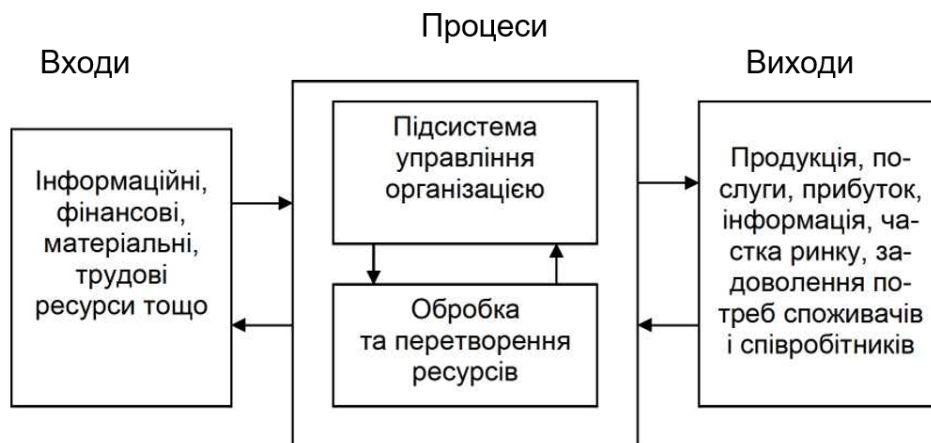 Процеси
Входи
Виходи
Інформаційні,
фінансові,
матеріальні,
трудові
ресурси тощо
Підсистема
управління
організацією
Обробка
та перетворення
ресурсів
Продукція, по-
слуги, прибуток,
інформація, ча-
стка ринку, за-
доволення по-
треб споживачів
і співробітників